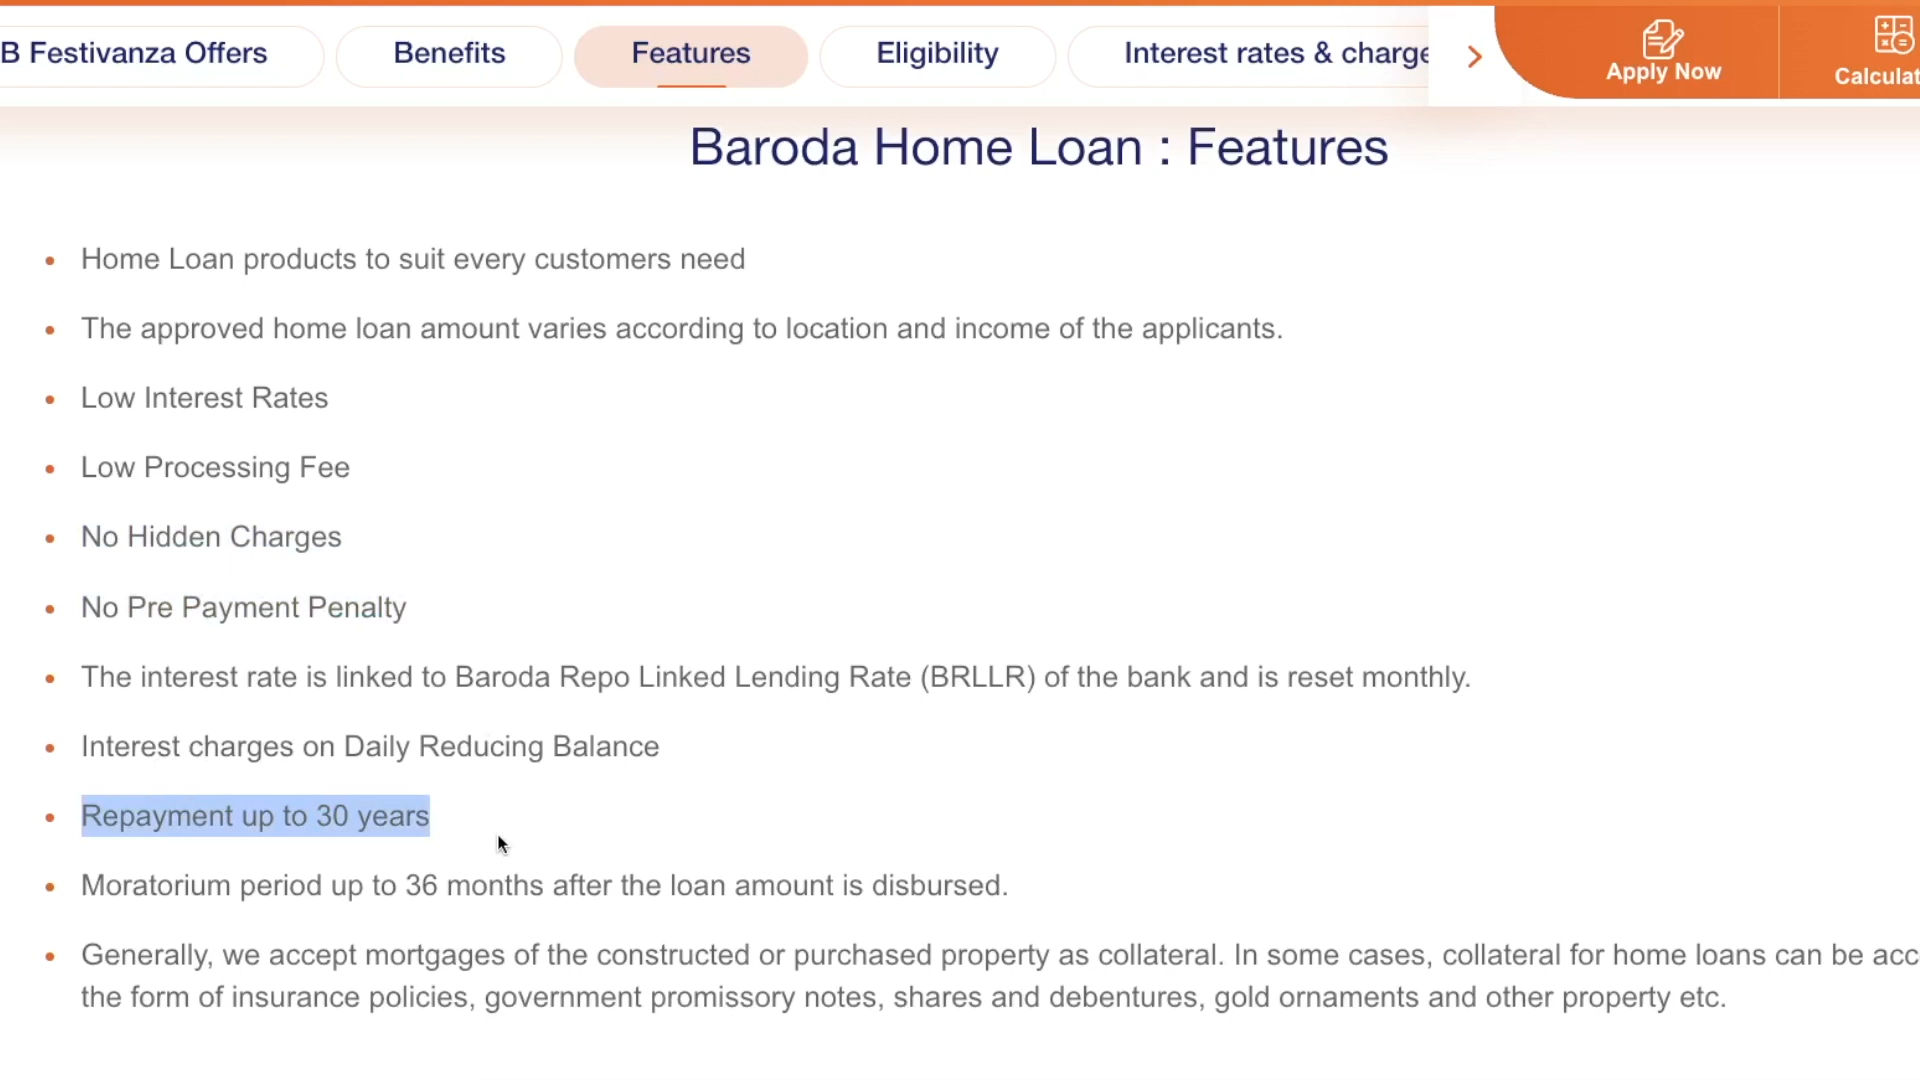 B Festivanza Offers
Benefits
Features
Eligibility
Interest rates & charge
Apply Now
Calculat
Baroda Home Loan : Features
Home Loan products to suit every customers need
The approved home loan amount varies according to location and income of the applicants.
Low Interest Rates
Low Processing Fee
No Hidden Charges
No Pre Payment Penalty
The interest rate is linked to Baroda Repo Linked Lending Rate (BRLLR) of the bank and is reset monthly.
Interest charges on Daily Reducing Balance
Repayment up to 30 years
Moratorium period up to 36 months after the loan amount is disbursed.
Generally, we accept mortgages of the constructed or purchased property as collateral. In some cases, collateral for home loans can be acc
the form of insurance policies, government promissory notes, shares and debentures, gold ornaments and other property etc.